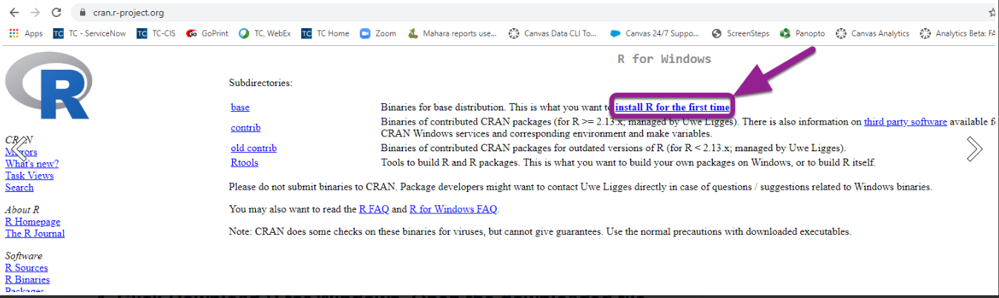 cran.r-project.org
Apps TC TC - ServiceNow TC TC-CIS Go GoPrint TC, WebEx TC TC Home Zoom Mahara reports use... Canvas Data CLI To... Canvas 24/7 Suppo... ScreenSteps Panopto Canvas Analytics Analytics Beta: FA
R
R for Windows
Subdirectories:
base Binaries for base distribution. This is what you want to install R for the first time
contrib Binaries of contributed CRAN packages (for R >= 2.13.x; managed by Uwe Ligges). There is also information on third party software available f
CRAN Windows services and corresponding environment and make variables.
old contrib Binaries of contributed CRAN packages for outdated versions of R (for R < 2.13.x; managed by Uwe Ligges).
Rtools Tools to build R and R packages. This is what you want to build your own packages on Windows, or to build R itself.
Please do not submit binaries to CRAN. Package developers might want to contact Uwe Ligges directly in case of questions / suggestions related to Windows binaries.
You may also want to read the R FAQ and R for Windows FAQ.
Note: CRAN does some checks on these binaries for viruses, but cannot give guarantees. Use the normal precautions with downloaded executables.
CRAN
Mirrors
What's new?
Task Views
Search
About R
R Homepage
The R Journal
Software
R Sources
R Binaries
Packages